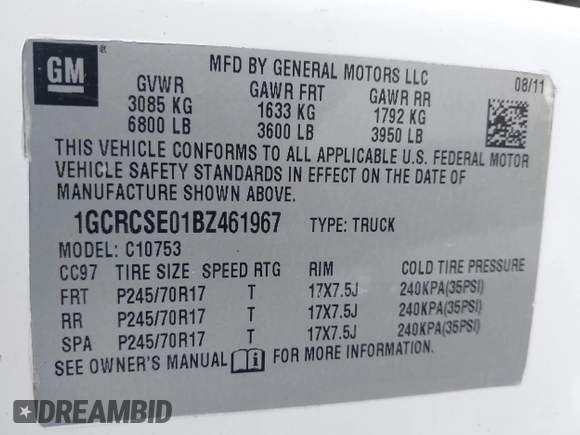 GM ®
MFD BY GENERAL MOTORS LLC
08/11
GVWR GAWR FRT GAWR RR
3085 KG 1633 KG 1792 KG
6800 LB 3600 LB 3950 LB
THIS VEHICLE CONFORMS TO ALL APPLICABLE U.S. FEDERAL MOTOR
VEHICLE SAFETY STANDARDS IN EFFECT ON THE DATE OF
MANUFACTURE SHOWN ABOVE.
1GCRCSE01BZ461967 TYPE: TRUCK
MODEL: C10753
CC97 TIRE SIZE SPEED RTG RIM COLD TIRE PRESSURE
FRT P245/70R17 T 17X7.5J 240KPA(35PSI)
RR P245/70R17 T 17X7.5J 240KPA(35PSI)
SPA P245/70R17 T 17X7.5J 240KPA(35PSI)
SEE OWNER'S MANUAL FOR MORE INFORMATION.
DREAMBID